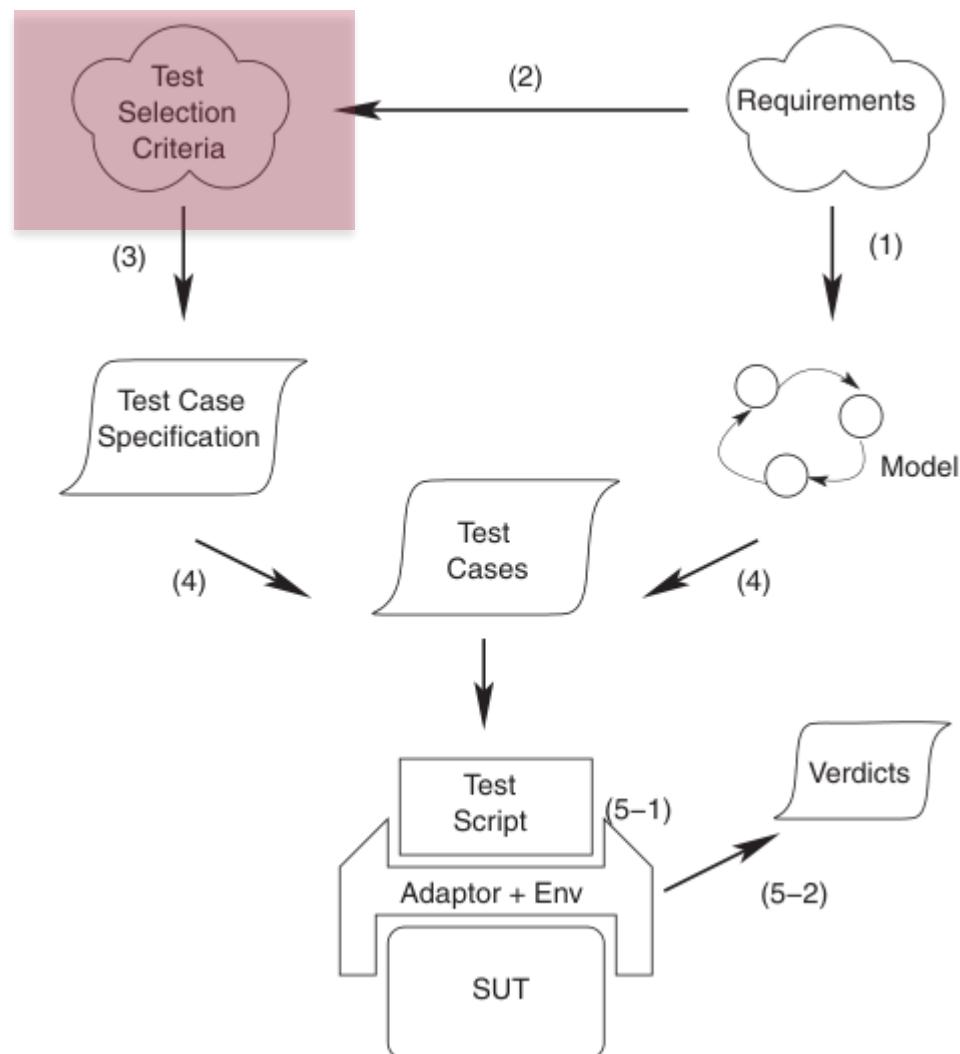 Test
Selection
Criteria
(2)
Requirements
(3)
(1)
Test Case
Specification
Model
Test
Cases
(4)
(4)
Test
Script
(5−1)
Verdicts
Adaptor + Env
(5−2)
SUT